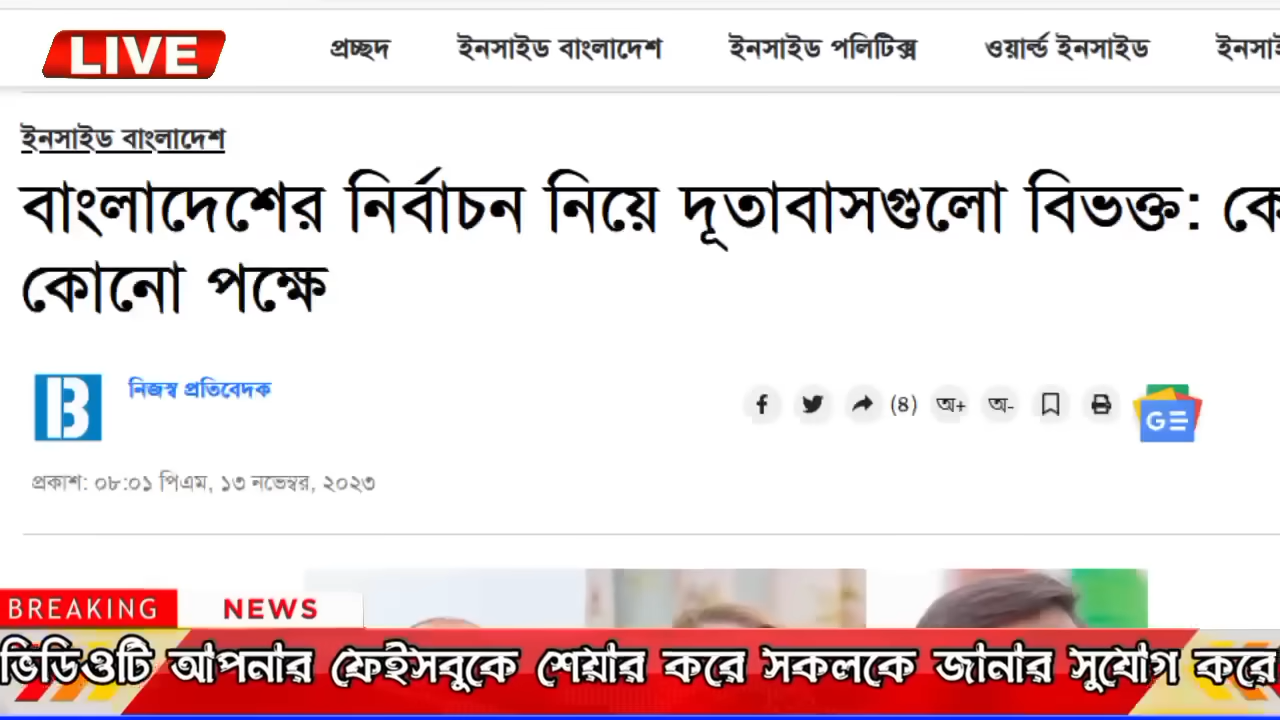 LIVE
প্রচ্ছদ ইনসাইড বাংলাদেশ ইনসাইড পলিটিক্স ওয়ার্ল্ড ইনসাইড
ইনসাইড বাংলাদেশ
বাংলাদেশের নির্বাচন নিয়ে দূতাবাসগুলো বিভক্ত:
কোনো পক্ষে
B
নিজস্ব প্রতিবেদক
(৪) অ+ অ-
প্রকাশ: ০৮:০১ পিএম, ১৩ নভেম্বর, ২০২৩
BREAKING NEWS
ভিডিওটি আপনার ফেইসবুকে শেয়ার করে সকলকে জানার সুযোগ করে